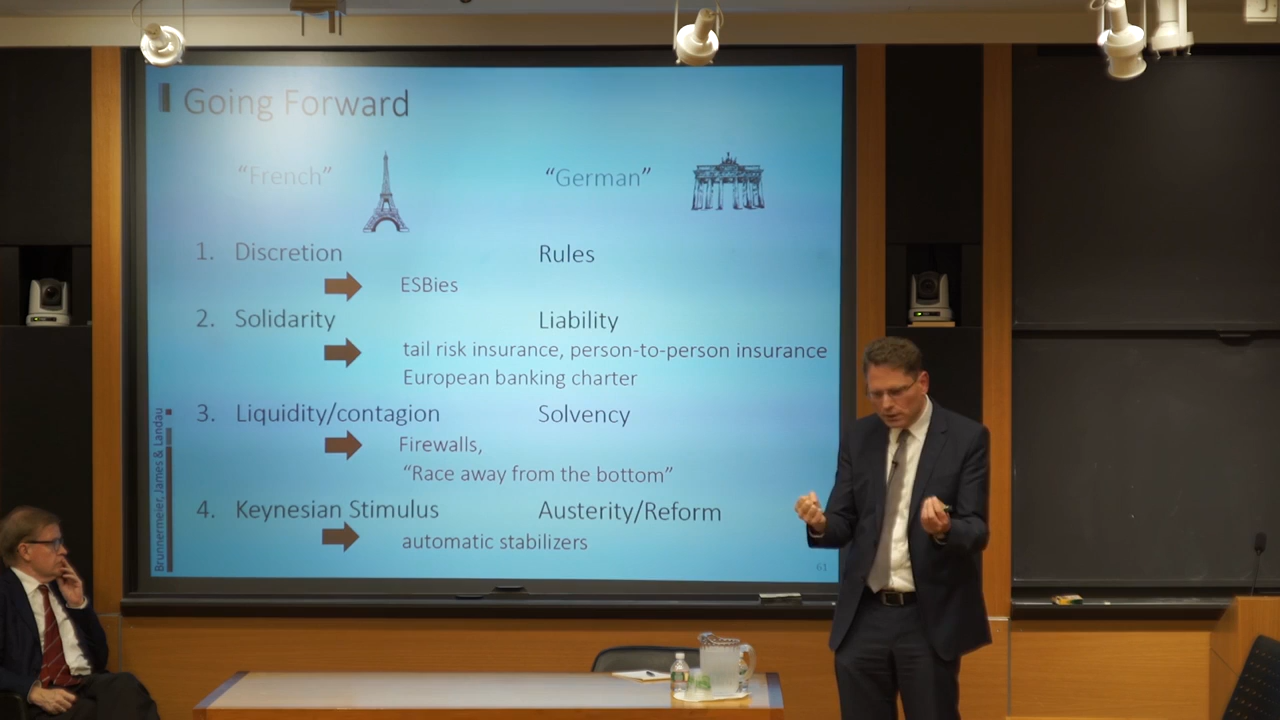 Going Forward
“French” “German”
1. Discretion Rules
ESBies
2. Solidarity Liability
tail risk insurance, person-to-person insurance
European banking charter
3. Liquidity/contagion Solvency
Firewalls,
“Race away from the bottom”
4. Keynesian Stimulus Austerity/Reform
automatic stabilizers
Brunnermeier, James & Landau
61